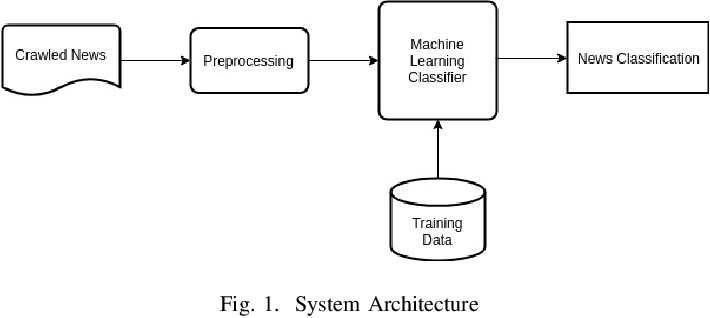 Crawled News
Preprocessing
Machine
Learning
Classifier
News Classification
Training
Data
Fig. 1. System Architecture